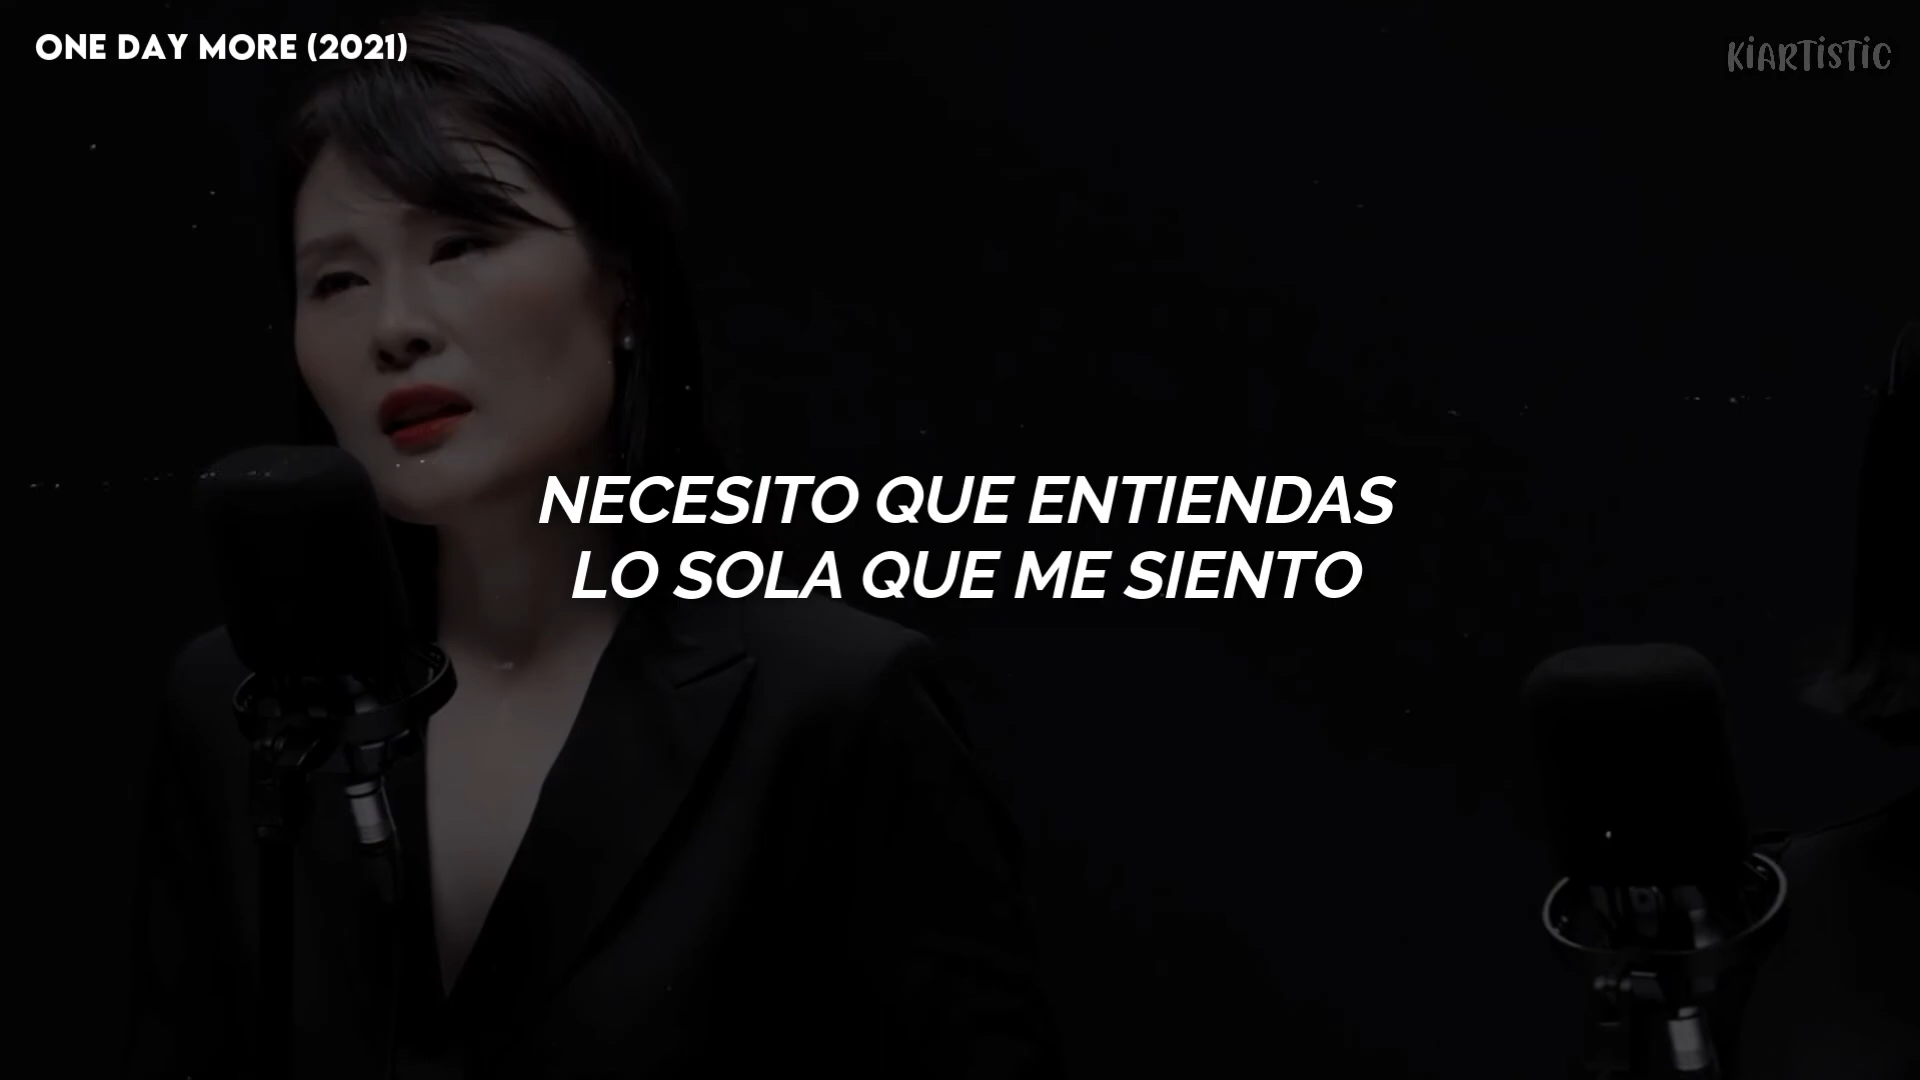 ONE DAY MORE (2021)
KiARTiSTiC
NECESITO QUE ENTIENDAS
LO SOLA QUE ME SIENTO